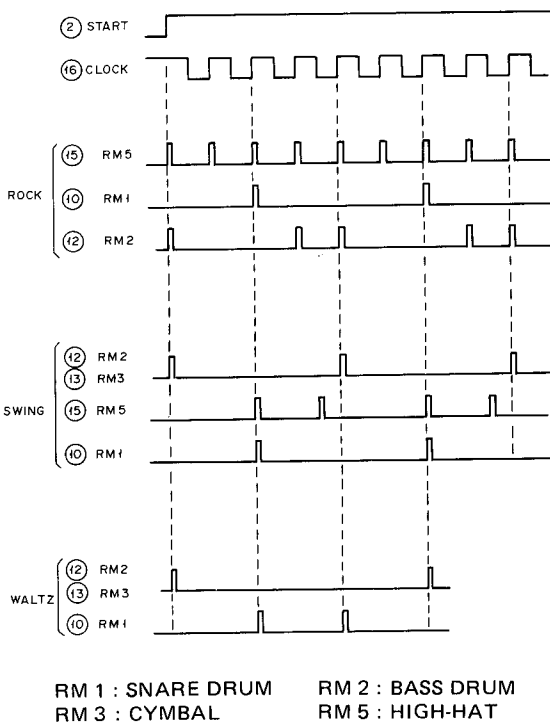 ② START
⑯ CLOCK
ROCK
⑮ RM5
⑩ RM1
⑫ RM2
SWING
⑫ RM2
⑬ RM3
⑮ RM5
⑩ RM1
WALTZ
⑫ RM2
⑬ RM3
⑩ RM1
RM 1 : SNARE DRUM RM 2 : BASS DRUM
RM 3 : CYMBAL RM 5 : HIGH-HAT